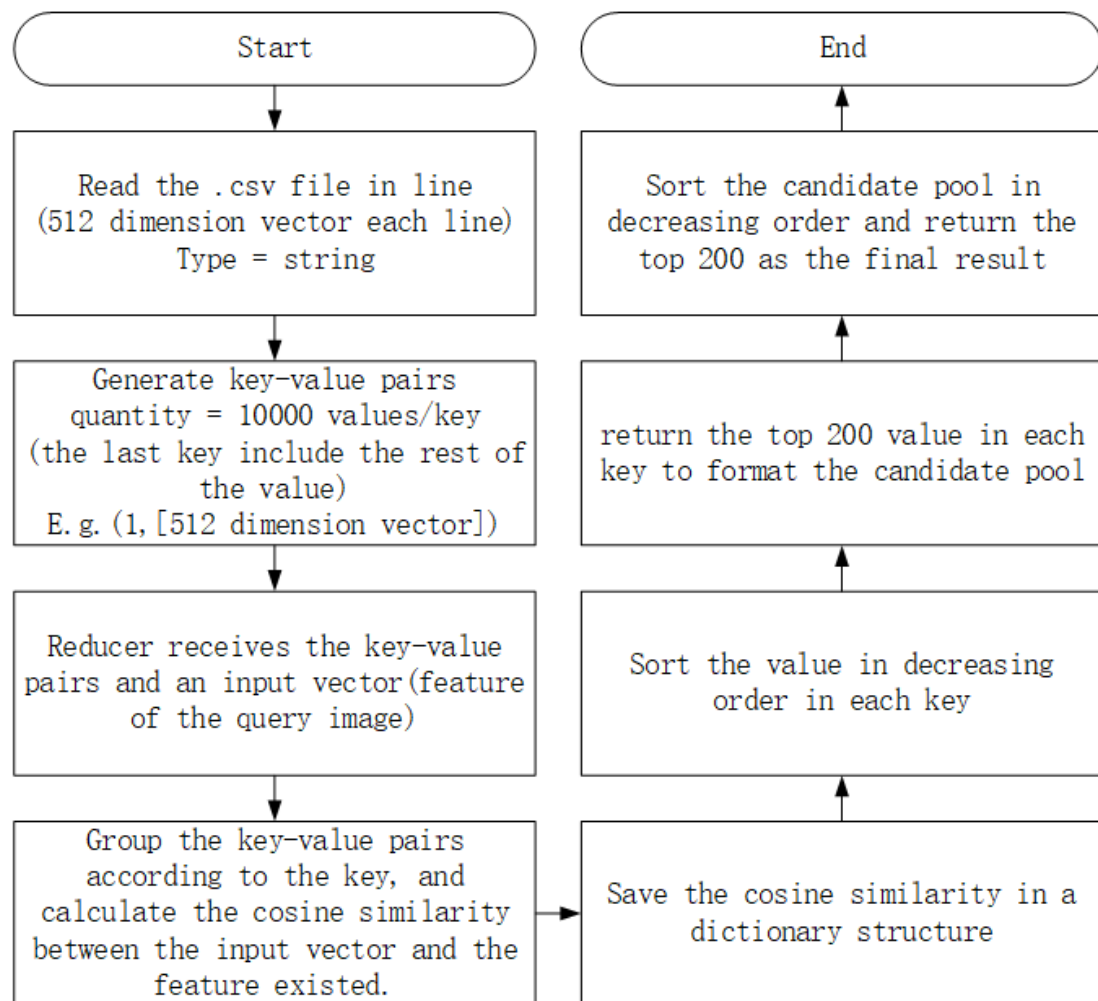 Start
Read the .csv file in line
(512 dimension vector each line)
Type = string
Generate key-value pairs
quantity = 10000 values/key
(the last key include the rest of
the value)
E.g.(1,[512 dimension vector])
Reducer receives the key-value
pairs and an input vector(feature
of the query image)
Group the key-value pairs
according to the key, and
calculate the cosine similarity
between the input vector and the
feature existed.
Save the cosine similarity in a
dictionary structure
Sort the value in decreasing
order in each key
return the top 200 value in each
key to format the candidate pool
Sort the candidate pool in
decreasing order and return the
top 200 as the final result
End